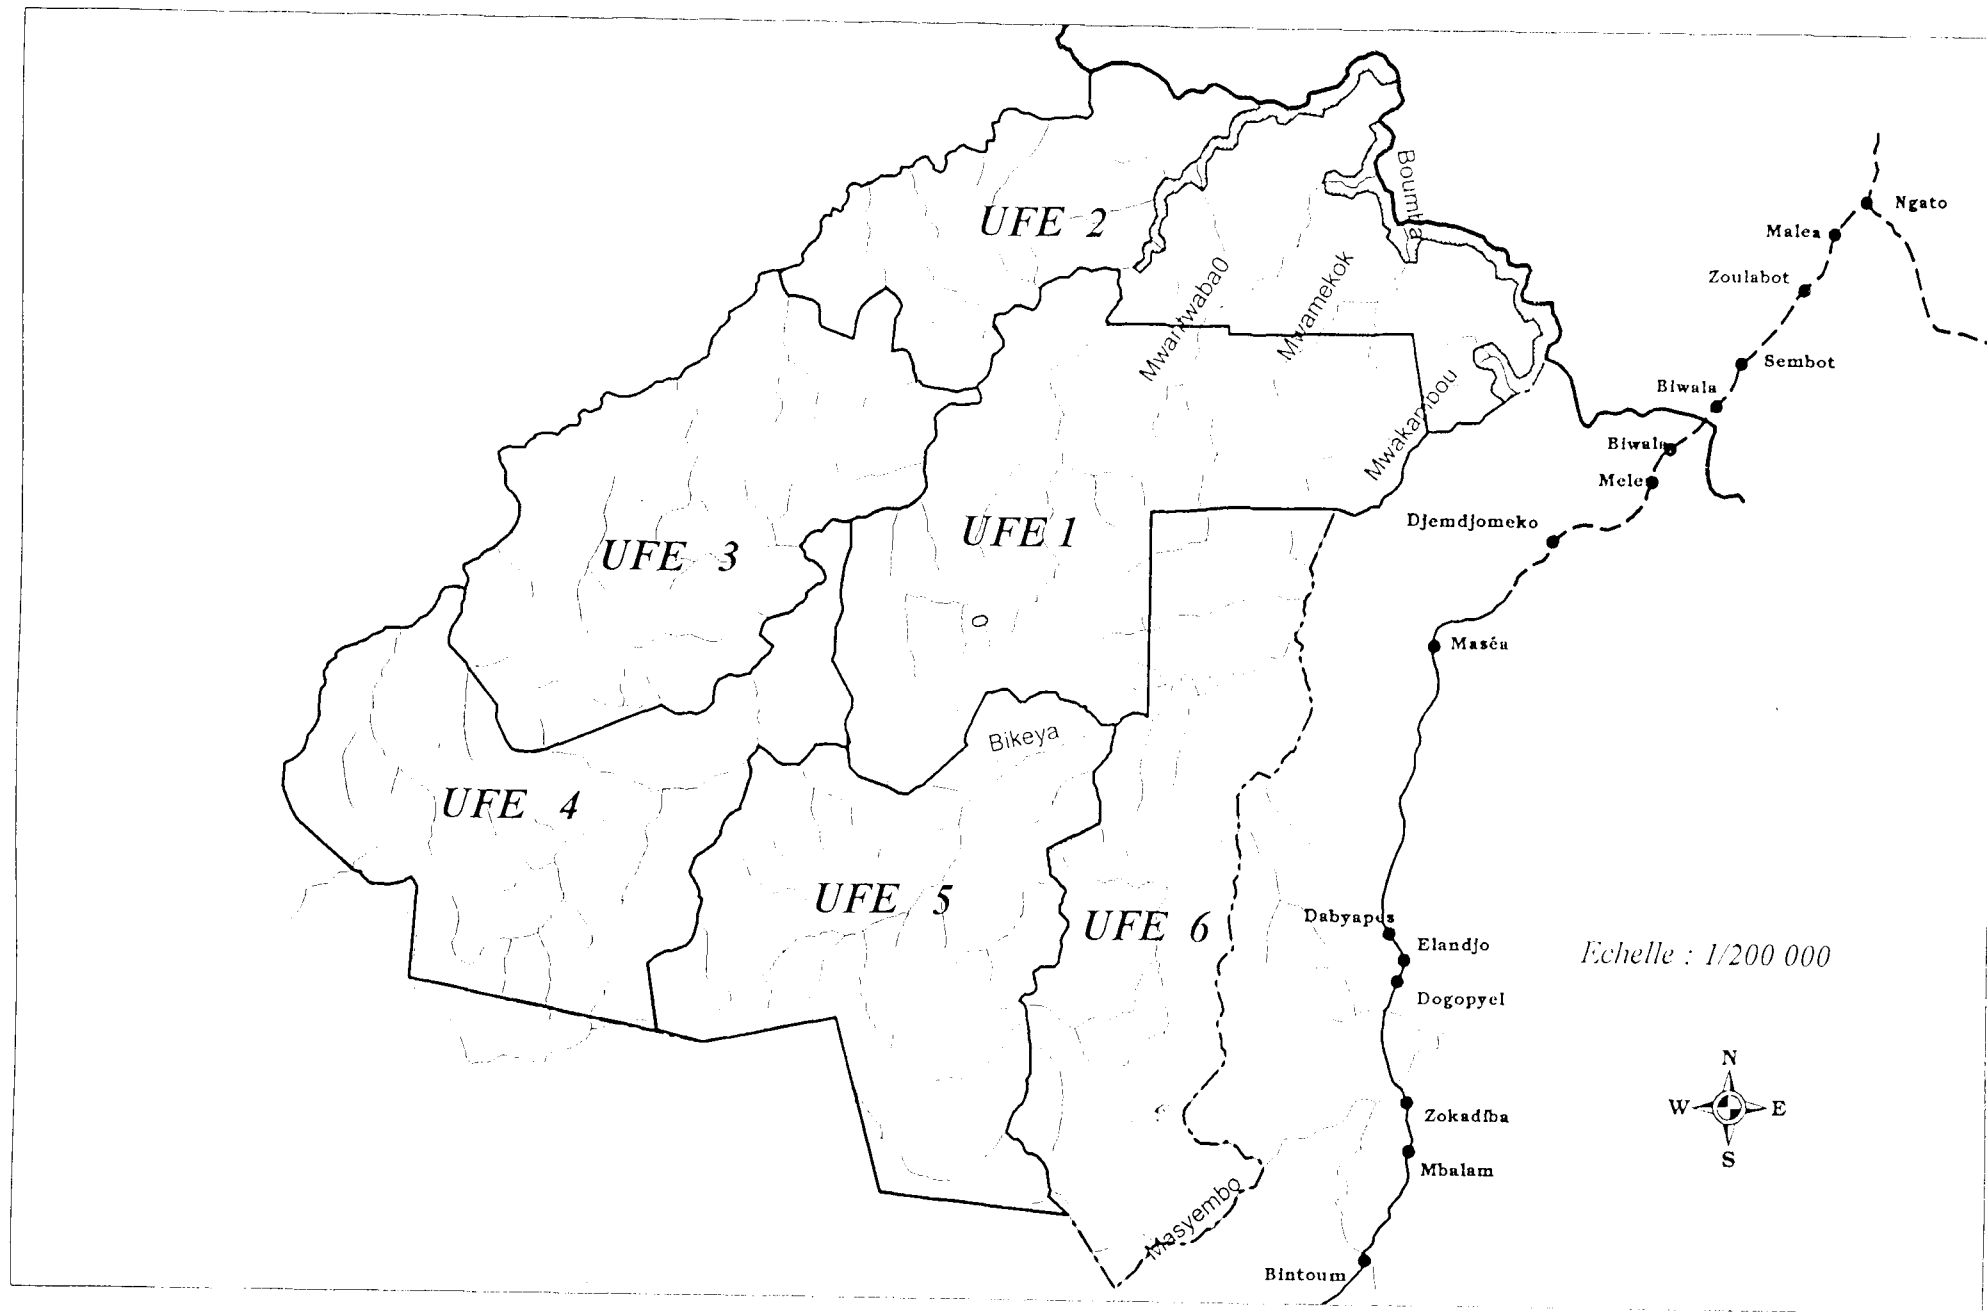 Boumba
Ngato
UFE 2
Malea
Zoulabot
Mwantwaba0
Mwamekok
Sembot
Biwala
Mwakambou
Biwala
Mele
Djemdjomeko
UFE 1
UFE 3
Maséa
Bikeya
UFE 4
UFE 5
Dabyapes
UFE 6
Elandjo
Echelle : 1/200 000
Dogopyel
N
W E
S
Zokadiba
Mbalam
Masyembo
Bintoum